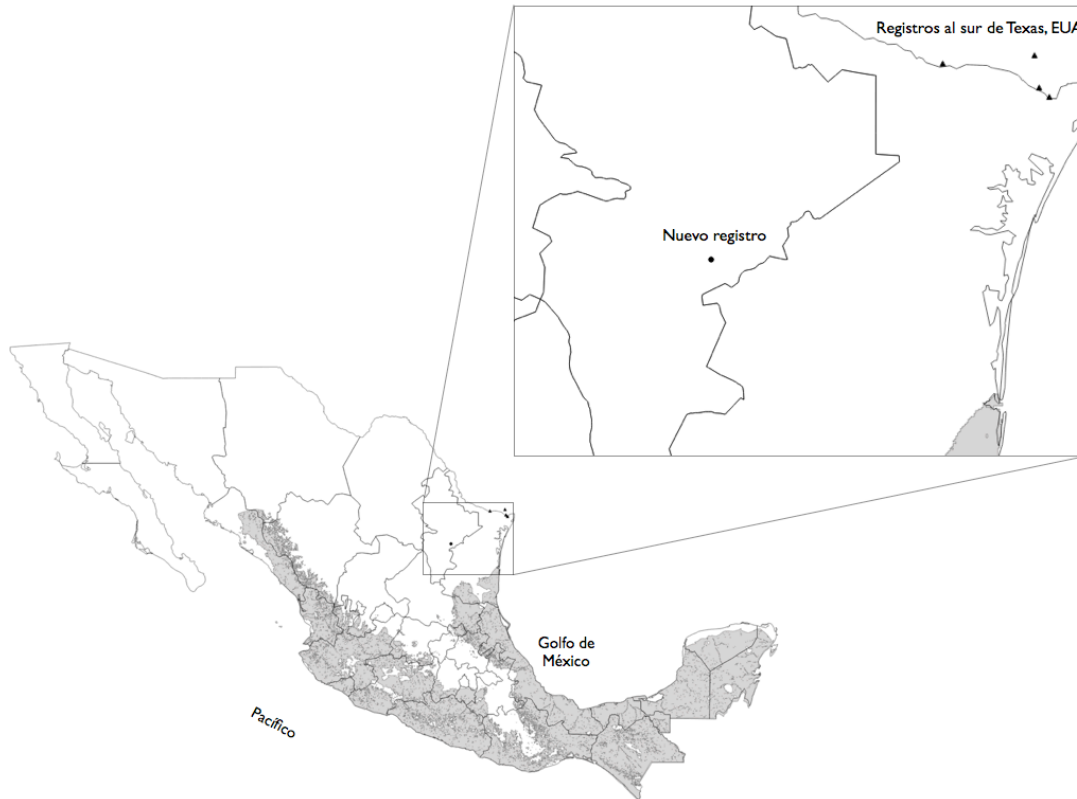 Registros al sur de Texas, EUA
Nuevo registro
Golfo de
México
Pacífico